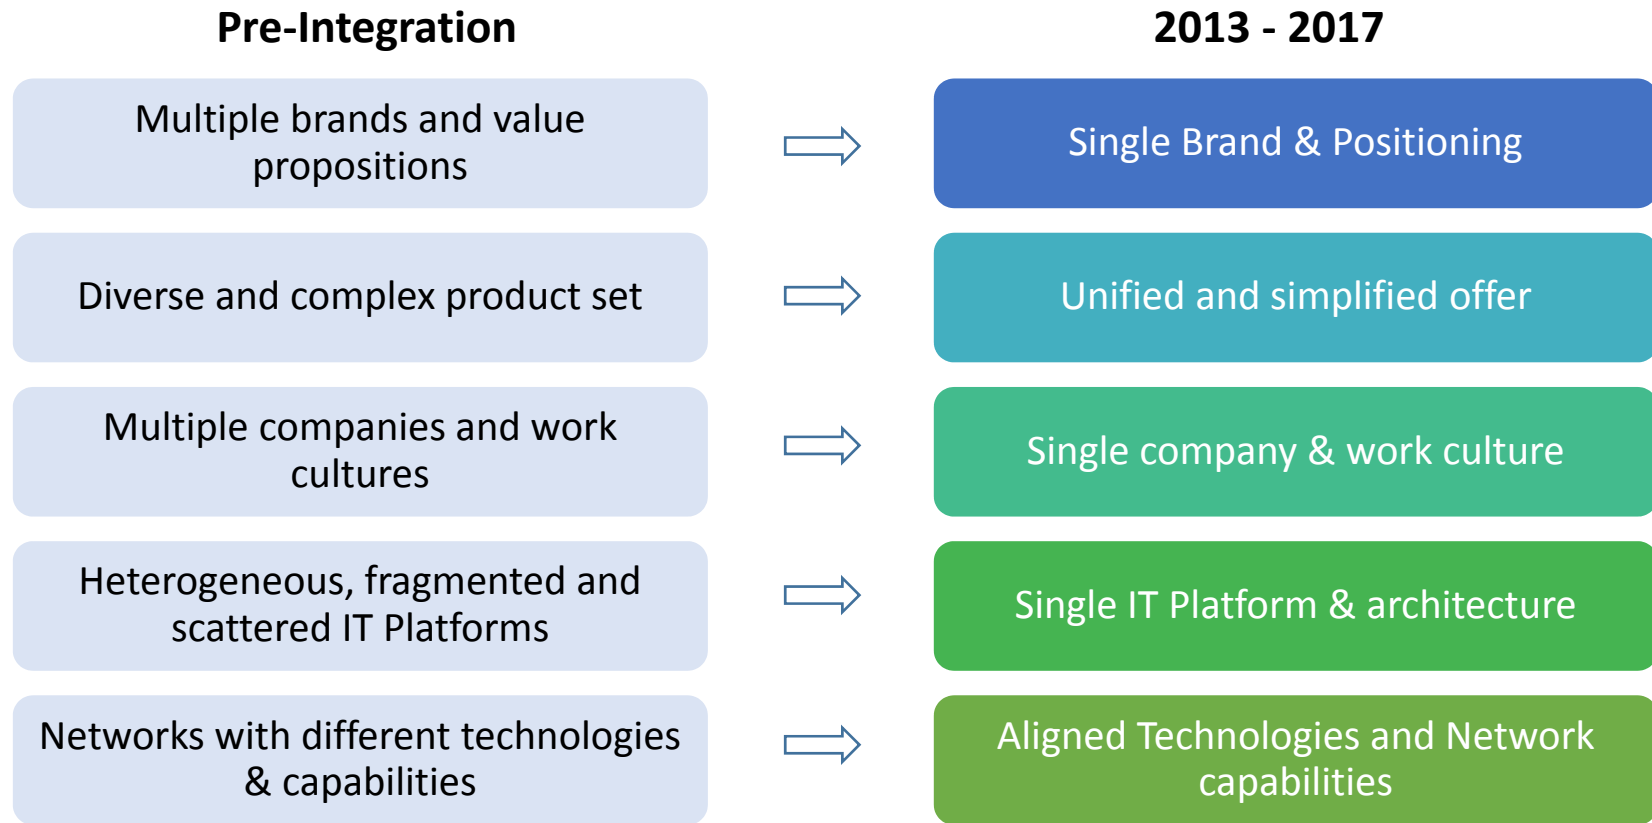 Pre-Integration
2013 - 2017
Multiple brands and value
propositions
Single Brand & Positioning
Diverse and complex product set
Unified and simplified offer
Multiple companies and work
cultures
Single company & work culture
Heterogeneous, fragmented and
scattered IT Platforms
Single IT Platform & architecture
Networks with different technologies
& capabilities
Aligned Technologies and Network
capabilities